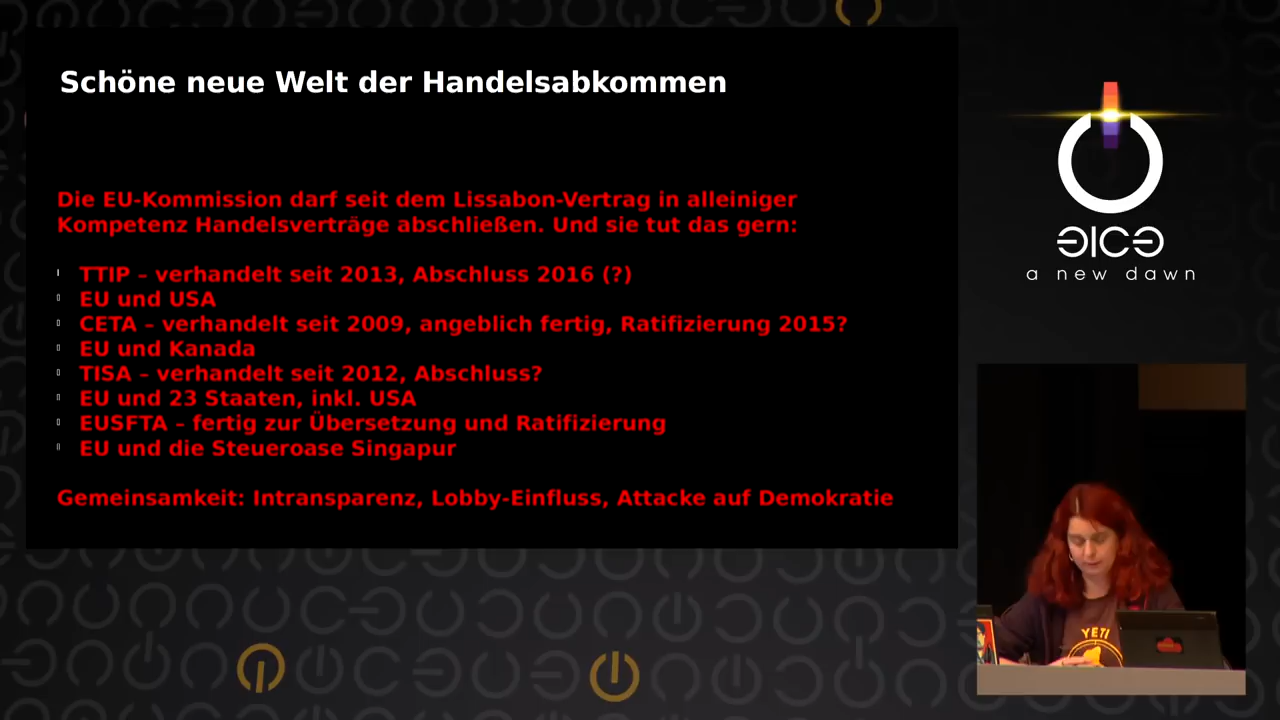 Schöne neue Welt der Handelsabkommen
Die EU-Kommission darf seit dem Lissabon-Vertrag in alleiniger
Kompetenz Handelsverträge abschließen. Und sie tut das gern:
TTIP – verhandelt seit 2013, Abschluss 2016 (?)
EU und USA
CETA – verhandelt seit 2009, angeblich fertig, Ratifizierung 2015?
EU und Kanada
TISA – verhandelt seit 2012, Abschluss?
EU und 23 Staaten, inkl. USA
EUSFTA – fertig zur Übersetzung und Ratifizierung
EU und die Steueroase Singapur
Gemeinsamkeit: Intransparenz, Lobby-Einfluss, Attacke auf Demokratie
a new dawn
YETI